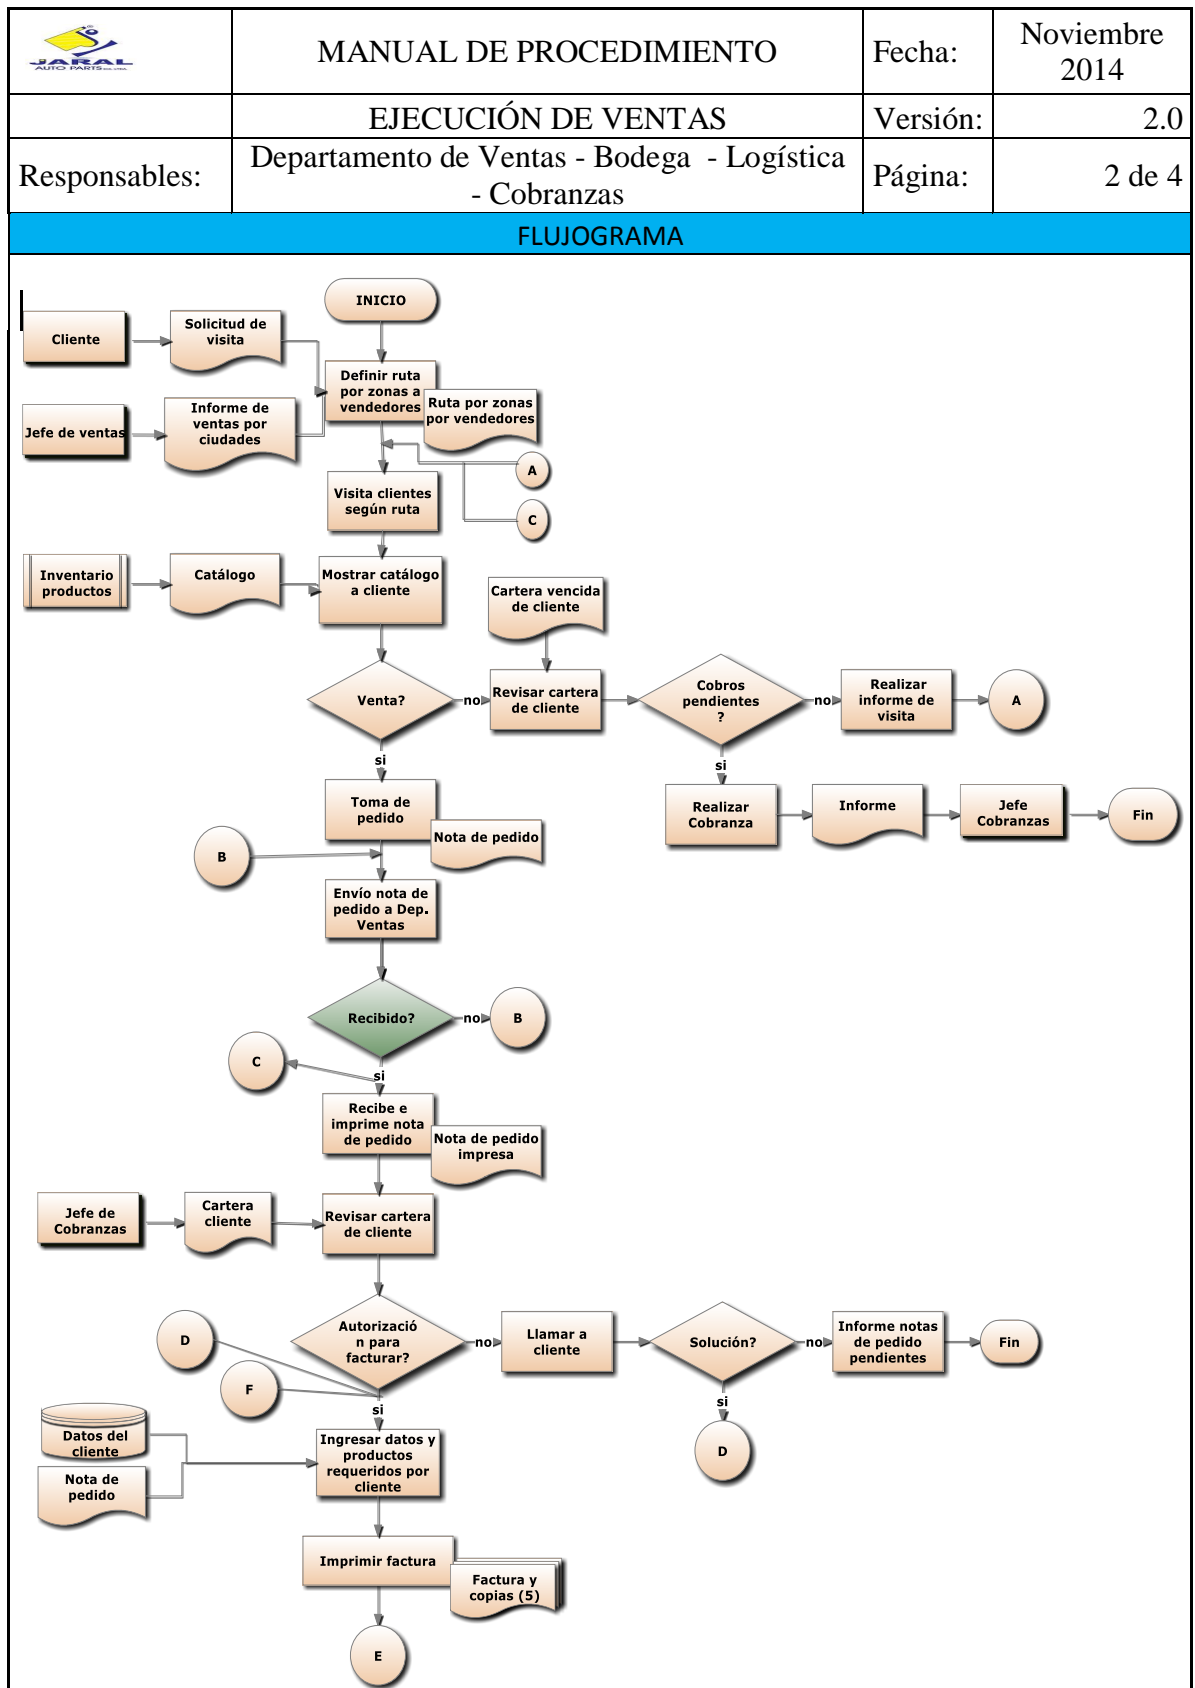 JARAL
AUTO PARTS
MANUAL DE PROCEDIMIENTO
Fecha:
Noviembre
2014
EJECUCIÓN DE VENTAS
Versión:
2.0
Responsables:
Departamento de Ventas - Bodega - Logística
- Cobranzas
Página:
2 de 4
FLUJOGRAMA
INICIO
Cliente
Solicitud de
visita
Definir ruta
por zonas a
vendedores
Ruta por zonas
por vendedores
Jefe de ventas
Informe de
ventas por
ciudades
A
Visita clientes
según ruta
C
Inventario
productos
Catálogo
Mostrar catálogo
a cliente
Cartera vencida
de cliente
Venta?
no
Revisar cartera
de cliente
Cobros
pendientes
?
no
Realizar
informe de
visita
A
si
si
Toma de
pedido
Nota de pedido
Realizar
Cobranza
Informe
Jefe
Cobranzas
Fin
B
Envío nota de
pedido a Dep.
Ventas
Recibido?
no
B
C
si
Recibe e
imprime nota
de pedido
Nota de pedido
impresa
Jefe de
Cobranzas
Cartera
cliente
Revisar cartera
de cliente
D
Autorizació
n para
facturar?
no
Llamar a
cliente
Solución?
no
Informe notas
de pedido
pendientes
Fin
F
si
si
D
Datos del
cliente
Ingresar datos y
productos
requeridos por
cliente
Nota de
pedido
Imprimir factura
Factura y
copias (5)
E